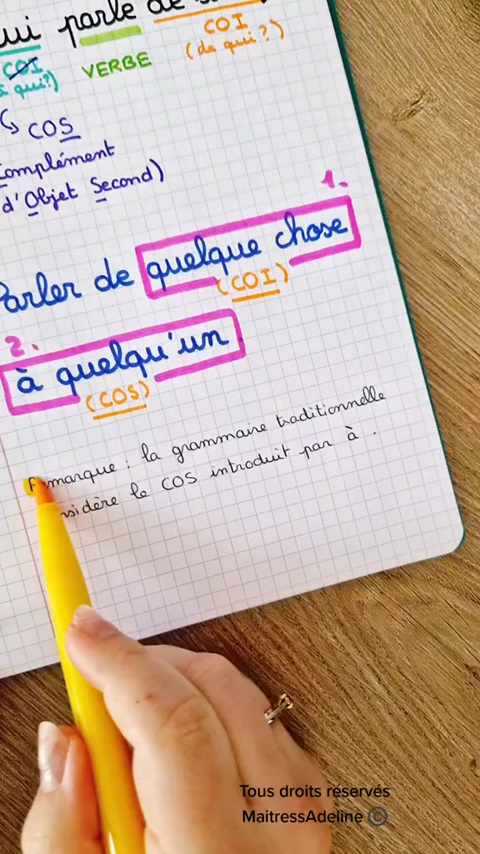 ui parle de
COI COI
à qui?) VERBE (de qui?)
↳ COS
Complément
d'Objet Second)
1.
Parler de quelque chose
(COI)
2.
à quelqu'un
(COS)
Remarque : la grammaire traditionnelle
considère le COS introduit par à .
Tous droits réservés
MaitressAdeline ©